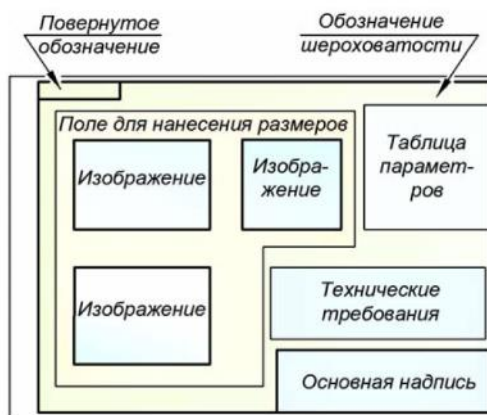 Повернутое
обозначение
Обозначение
шероховатости
Поле для нанесения размеров
Изображение
Изобра-
жение
Таблица
парамет-
ров
Изображение
Технические
требования
Основная надпись